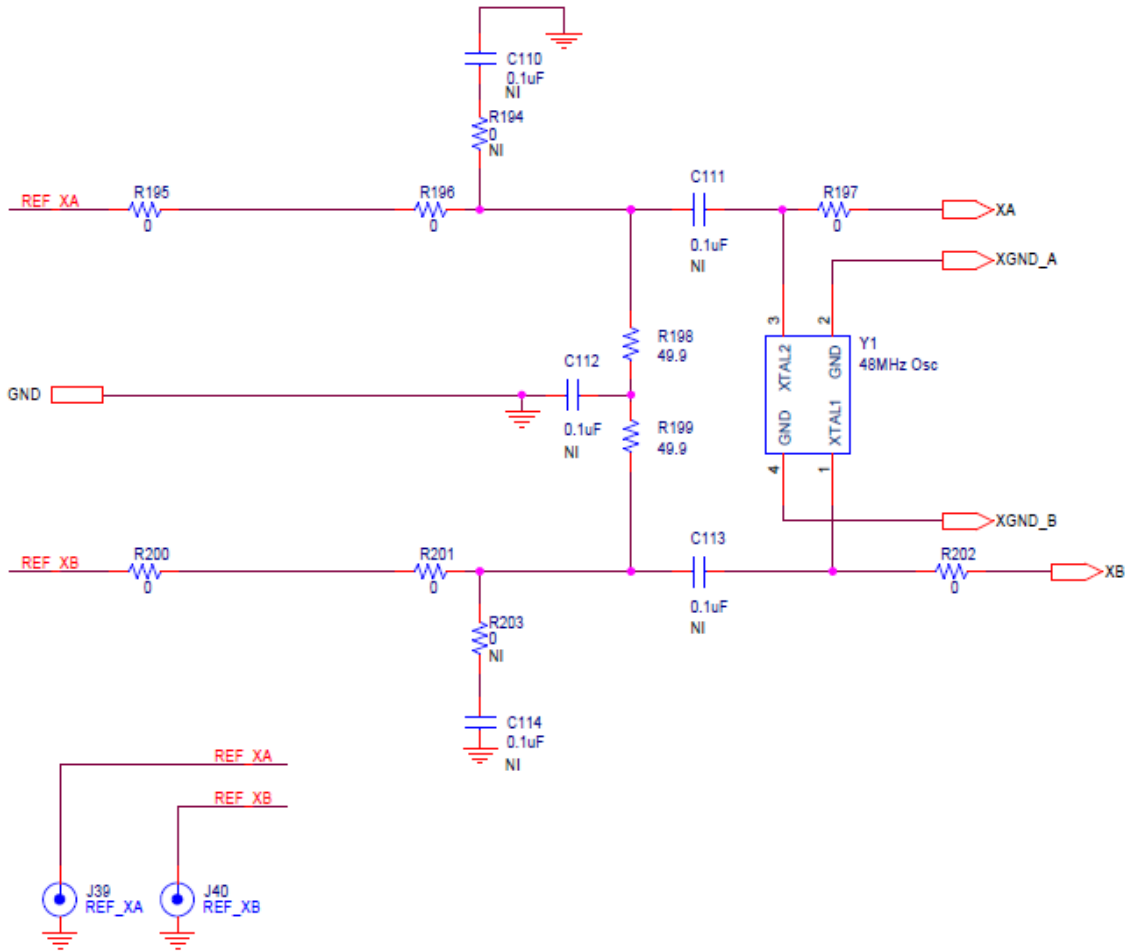 C110
0.1uF
NI
R194
0
NI
REF_XA
R195
0
R196
0
C111
0.1uF
NI
R197
0
XA
XGND_A
3
2
XTAL2
GND
GND
XTAL1
4
1
Y1
48MHz Osc
R198
49.9
GND
C112
0.1uF
NI
R199
49.9
XGND_B
REF_XB
R200
0
R201
0
C113
0.1uF
NI
R202
0
XB
R203
0
NI
C114
0.1uF
NI
REF_XA
REF_XB
J39
REF_XA
J40
REF_XB